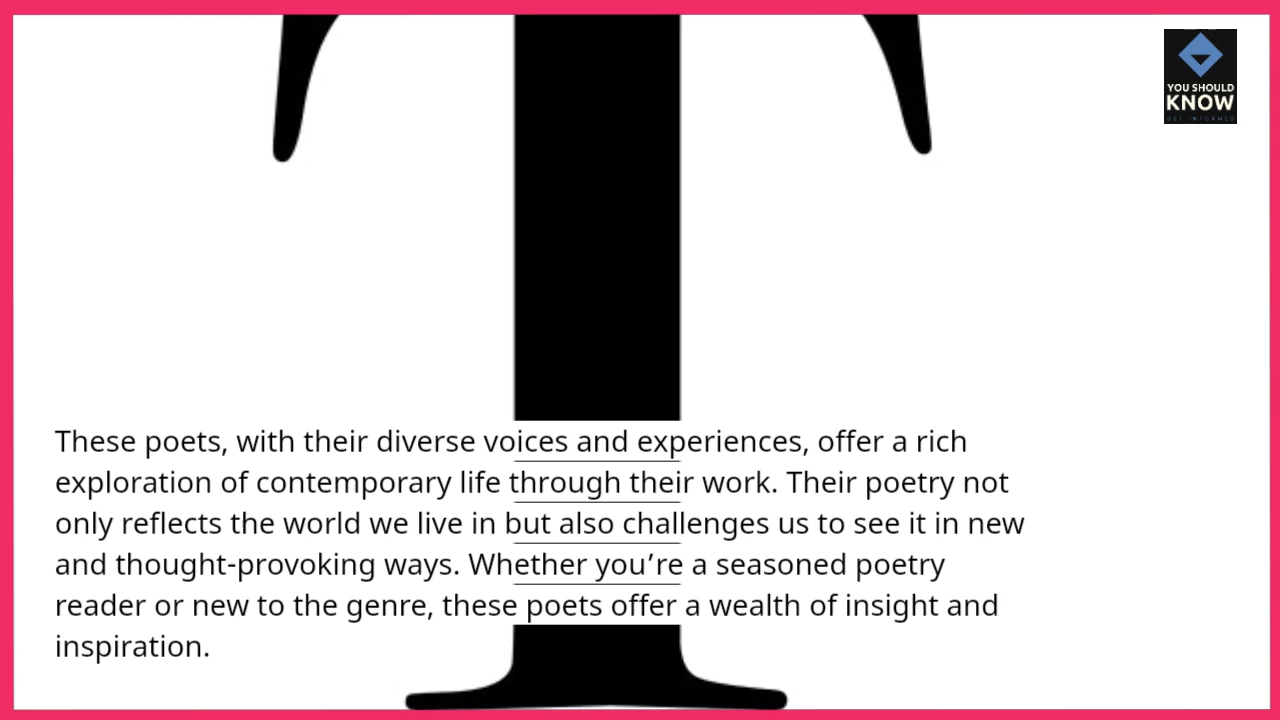 T
YOU SHOULD
KNOW
GET INFORMED
These poets, with their diverse voices and experiences, offer a rich
exploration of contemporary life through their work. Their poetry not
only reflects the world we live in but also challenges us to see it in new
and thought-provoking ways. Whether you’re a seasoned poetry
reader or new to the genre, these poets offer a wealth of insight and
inspiration.